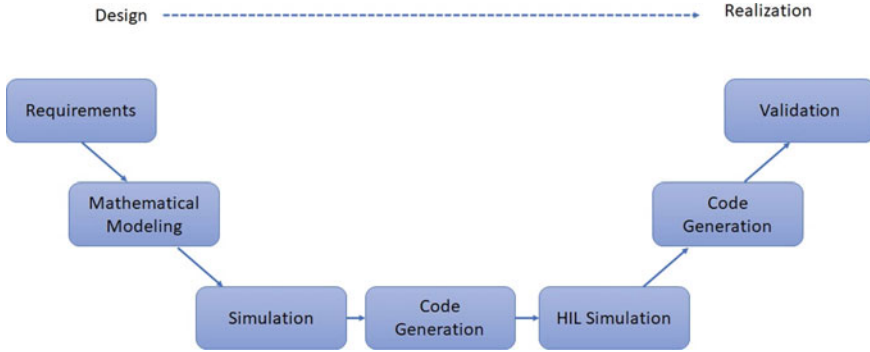 Design
Realization
Requirements
Validation
Mathematical
Modeling
Code
Generation
Simulation
Code
Generation
HIL Simulation